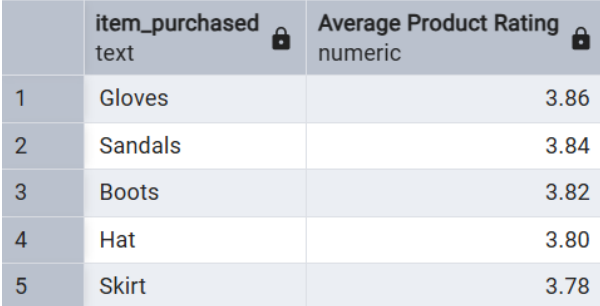 item_purchased Average Product Rating
text numeric
1 Gloves 3.86
2 Sandals 3.84
3 Boots 3.82
4 Hat 3.80
5 Skirt 3.78